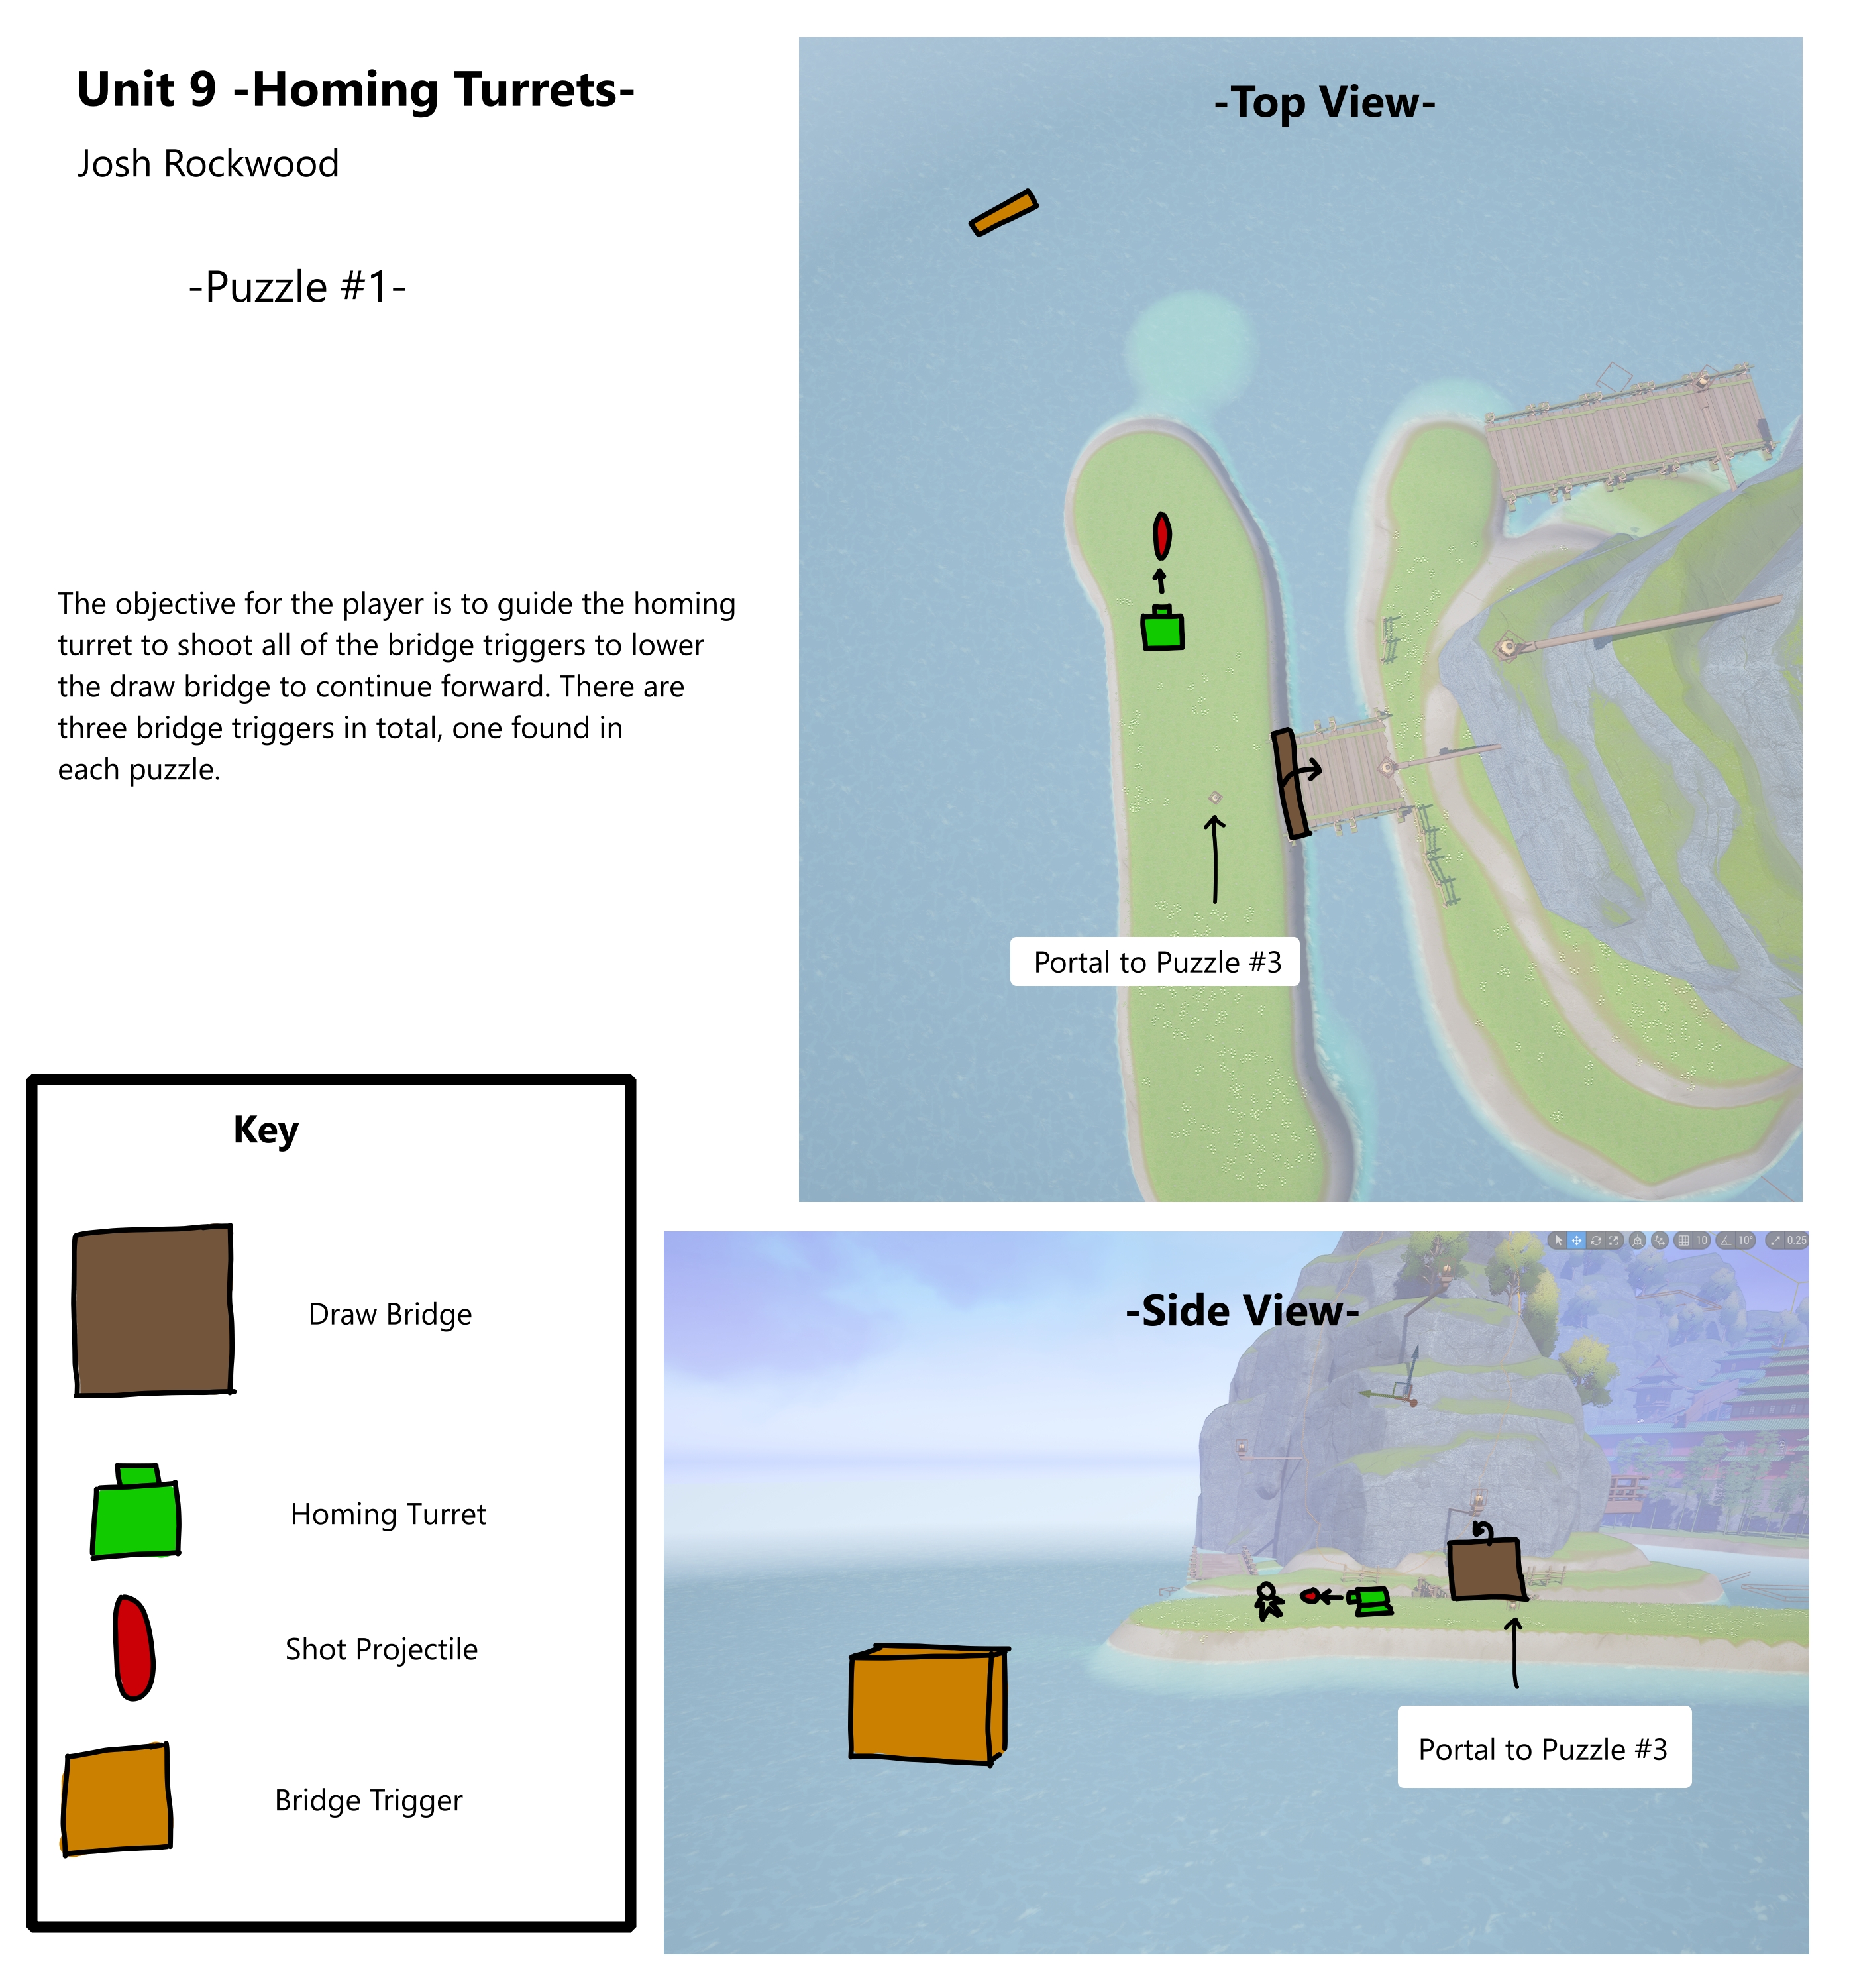 Unit 9 -Homing Turrets-
Josh Rockwood
-Puzzle #1-
The objective for the player is to guide the homing
turret to shoot all of the bridge triggers to lower
the draw bridge to continue forward. There are
three bridge triggers in total, one found in
each puzzle.
-Top View-
Portal to Puzzle #3
Key
Draw Bridge
Homing Turret
Shot Projectile
Bridge Trigger
10 10° 0.25
-Side View-
Portal to Puzzle #3